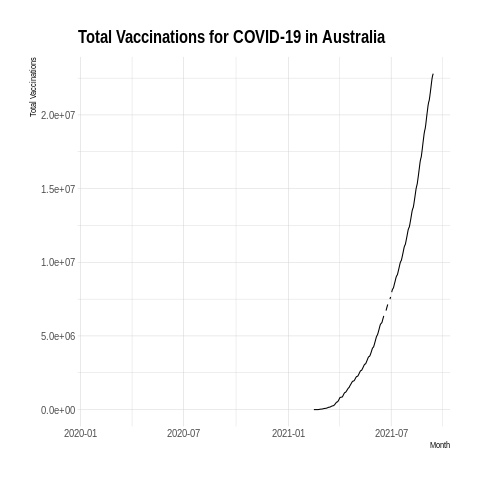 Total Vaccinations for COVID-19 in Australia
Total Vaccinations
2.0e+07
1.5e+07
1.0e+07
5.0e+06
0.0e+00
2020-01 2020-07 2021-01 2021-07
Month